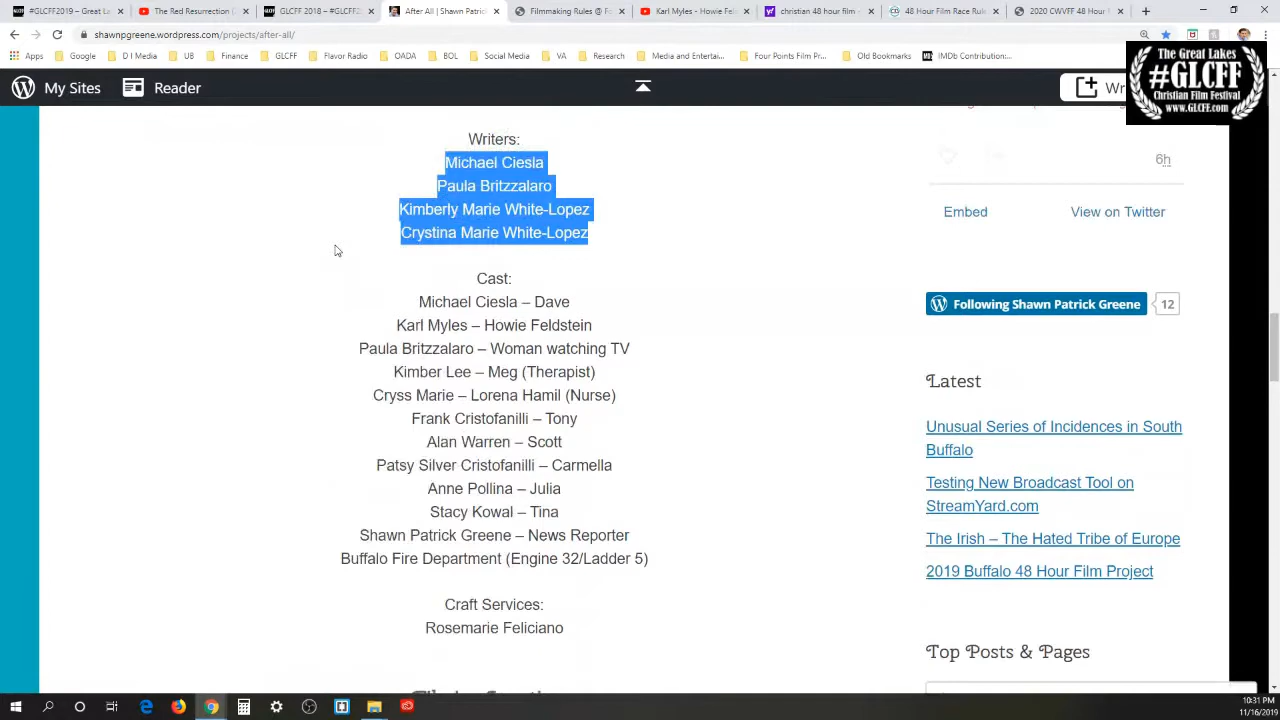 #GLCFF2019 – Great La
The Red Resurrection (
GLCFF 2018 – #GLCFF2
After All | Shawn Patrick
Filmmaking Rules @ Fo
Karl Myles - Howie Feld
christian 48 hour film -
48 Hour Film Race Rule
2020 CWVFF 48 Hour F
shawnpgreene.wordpress.com/projects/after-all/
Apps
Google
D I Media
UB
Finance
GLCFF
Flavor Radio
OADA
BOL
Social Media
VA
Research
Media and Entertai...
Four Points Film Pr...
Old Bookmarks
IMDb Contribution:...
The Great Lakes
#GLCFF
Christian Film Festival
www.GLCFF.com
My Sites
Reader
Wr
Writers:
Michael Ciesla
Paula Britzzalaro
Kimberly Marie White-Lopez
Crystina Marie White-Lopez
Cast:
Michael Ciesla – Dave
Karl Myles – Howie Feldstein
Paula Britzzalaro – Woman watching TV
Kimber Lee – Meg (Therapist)
Cryss Marie – Lorena Hamil (Nurse)
Frank Cristofanilli – Tony
Alan Warren – Scott
Patsy Silver Cristofanilli – Carmella
Anne Pollina – Julia
Stacy Kowal – Tina
Shawn Patrick Greene – News Reporter
Buffalo Fire Department (Engine 32/Ladder 5)
Craft Services:
Rosemarie Feliciano
6h
Embed
View on Twitter
Following Shawn Patrick Greene
12
Latest
Unusual Series of Incidences in South
Buffalo
Testing New Broadcast Tool on
StreamYard.com
The Irish – The Hated Tribe of Europe
2019 Buffalo 48 Hour Film Project
Top Posts & Pages
10:31 PM
11/16/2019